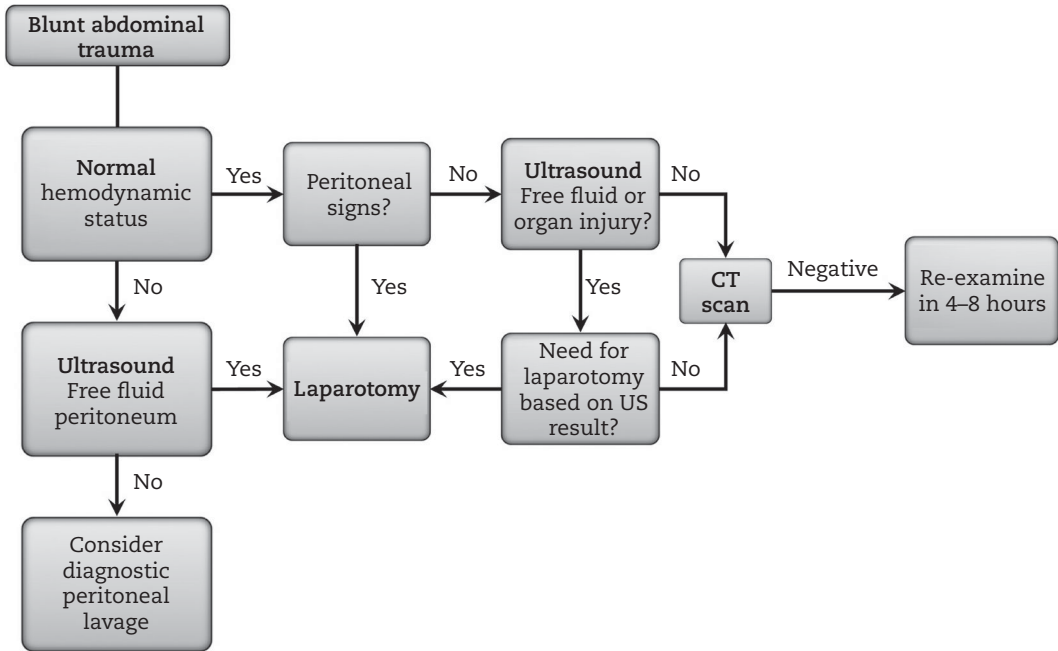 Blunt abdominal
trauma
Normal
hemodynamic
status
Yes
Peritoneal
signs?
No
Ultrasound
Free fluid or
organ injury?
No
No
Yes
Yes
CT
scan
Negative
Re-examine
in 4–8 hours
Ultrasound
Free fluid
peritoneum
Yes
Laparotomy
Yes
Need for
laparotomy
based on US
result?
No
No
Consider
diagnostic
peritoneal
lavage